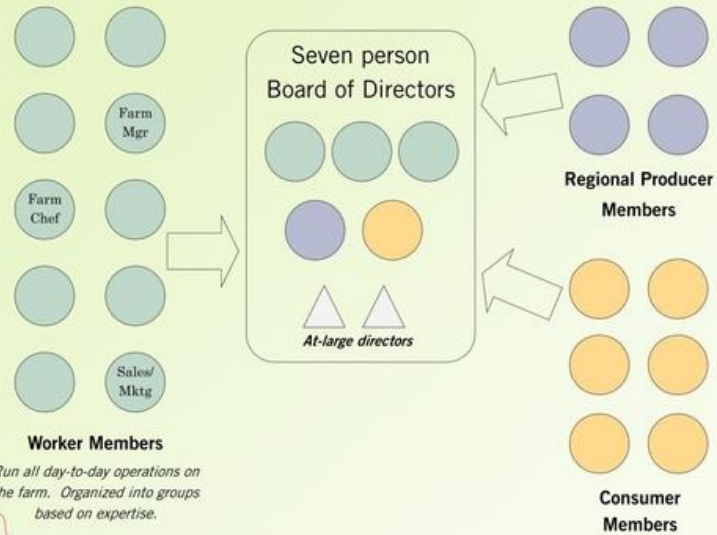 Seven person
Board of Directors
Farm
Mgr
Farm
Chef
Sales/
Mktg
At-large directors
Worker Members
Run all day-to-day operations on
the farm. Organized into groups
based on expertise.
Regional Producer
Members
Consumer
Members